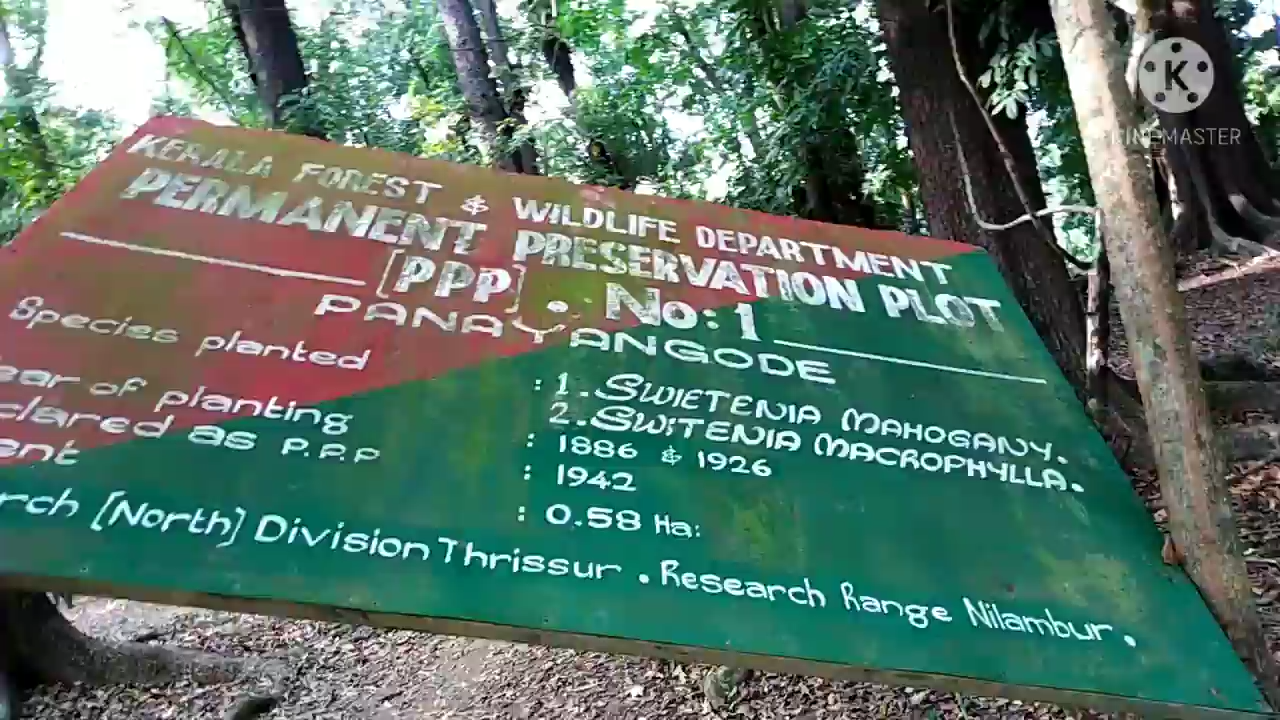 KERALA FOREST & WILDLIFE DEPARTMENT
PERMANENT PRESERVATION PLOT
[PPP]. No: 1
PANAYANGODE
Species planted : 1. SWIETENIA MAHOGANY.
2. SWITENIA MACROPHYLLA.
ear of planting : 1886 & 1926
clared as P.P.P : 1942
ent : 0.58 Ha:
rch [North] Division Thrissur. Research Range Nilambur.
K
KINEMASTER